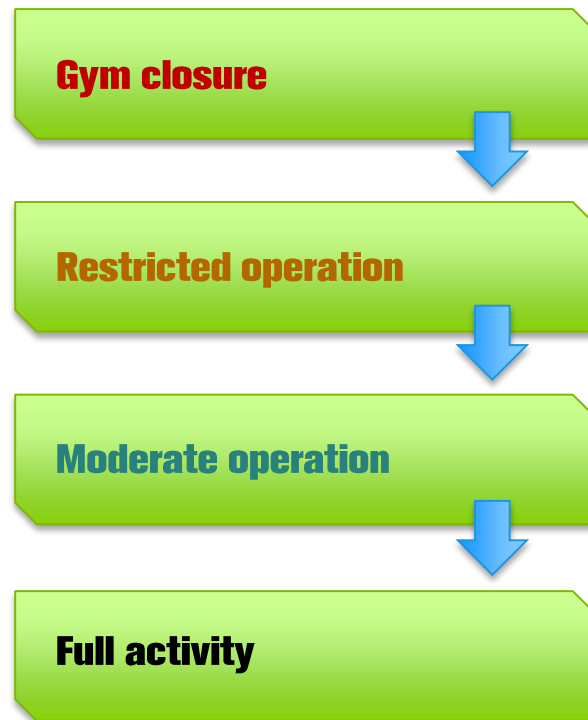 Gym closure
Restricted operation
Moderate operation
Full activity